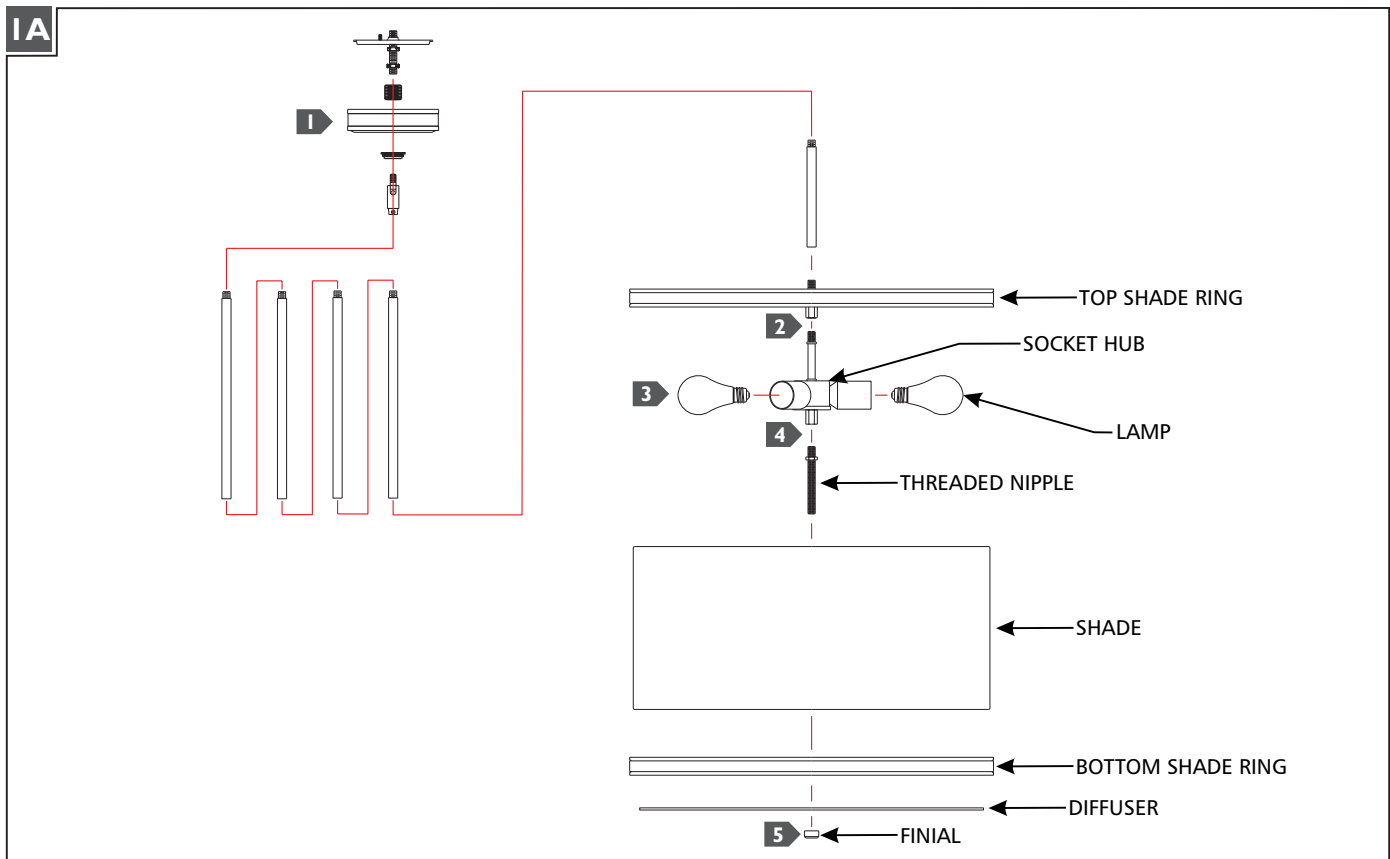 1A
1
TOP SHADE RING
2
SOCKET HUB
3
LAMP
4
THREADED NIPPLE
SHADE
BOTTOM SHADE RING
DIFFUSER
5
FINIAL